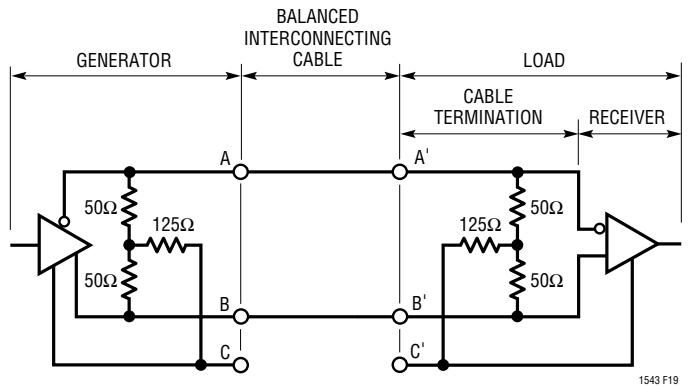 BALANCED
INTERCONNECTING
CABLE
GENERATOR
LOAD
CABLE
TERMINATION
RECEIVER
A
A'
50Ω
125Ω
50Ω
125Ω
50Ω
50Ω
B
B'
C
C'
1543 F19